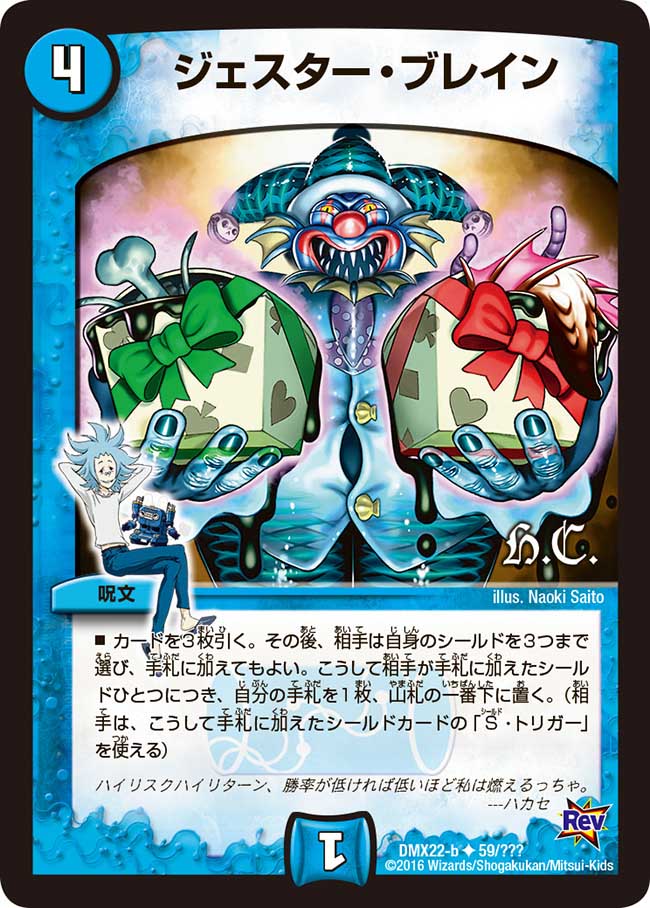 4
ジェスター・ブレイン
H.C.
呪文
illus. Naoki Saito
■ カードを3枚引く。その後、相手は自身のシールドを3つまで
選び、手札に加えてもよい。こうして相手が手札に加えたシール
ドひとつにつき、自分の手札を1枚、山札の一番下に置く。(相
手は、こうして手札に加えたシールドカードの「S・トリガー」
を使える)
ハイリスクハイリターン、勝率が低ければ低いほど私は燃えるっちゃ。
---ハカセ
1
Rev
DMX22-b ◆ 59/???
©2016 Wizards/Shogakukan/Mitsui-Kids